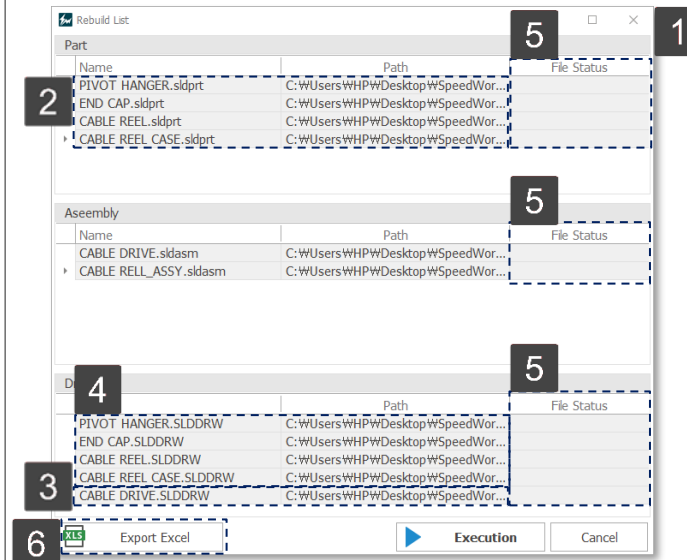 Rebuild List
1
Part
5
Name Path File Status
2
PIVOT HANGER.sldprt C:₩Users₩HP₩Desktop₩SpeedWor...
END CAP.sldprt C:₩Users₩HP₩Desktop₩SpeedWor...
CABLE REEL.sldprt C:₩Users₩HP₩Desktop₩SpeedWor...
CABLE REEL CASE.sldprt C:₩Users₩HP₩Desktop₩SpeedWor...
5
Aseembly
Name Path File Status
CABLE DRIVE.sldasm C:₩Users₩HP₩Desktop₩SpeedWor...
CABLE RELL_ASSY.sldasm C:₩Users₩HP₩Desktop₩SpeedWor...
5
4
Path File Status
PIVOT HANGER.SLDDRW C:₩Users₩HP₩Desktop₩SpeedWor...
END CAP.SLDDRW C:₩Users₩HP₩Desktop₩SpeedWor...
CABLE REEL.SLDDRW C:₩Users₩HP₩Desktop₩SpeedWor...
CABLE REEL CASE.SLDDRW C:₩Users₩HP₩Desktop₩SpeedWor...
3
CABLE DRIVE.SLDDRW C:₩Users₩HP₩Desktop₩SpeedWor...
6
XLS Export Excel Execution Cancel